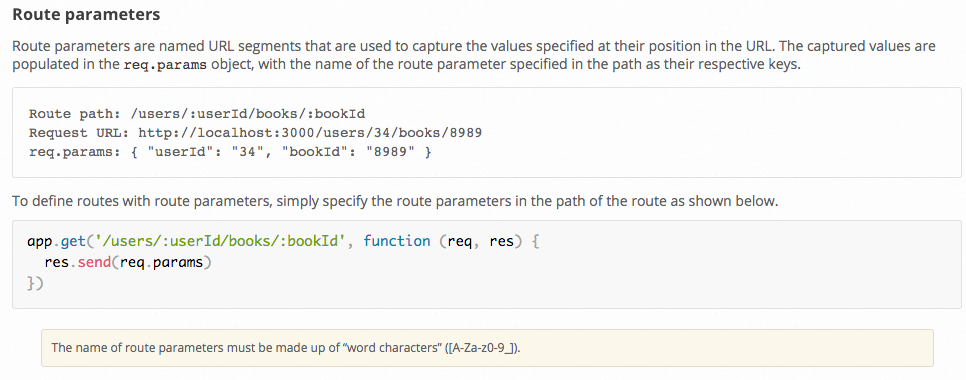 Route parameters
Route parameters are named URL segments that are used to capture the values specified at their position in the URL. The captured values are
populated in the req.params object, with the name of the route parameter specified in the path as their respective keys.
Route path: /users/:userId/books/:bookId
Request URL: http://localhost:3000/users/34/books/8989
req.params: { "userId": "34", "bookId": "8989" }
To define routes with route parameters, simply specify the route parameters in the path of the route as shown below.
app.get('/users/:userId/books/:bookId', function (req, res) {
  res.send(req.params)
})
The name of route parameters must be made up of “word characters” ([A-Za-z0-9_]).